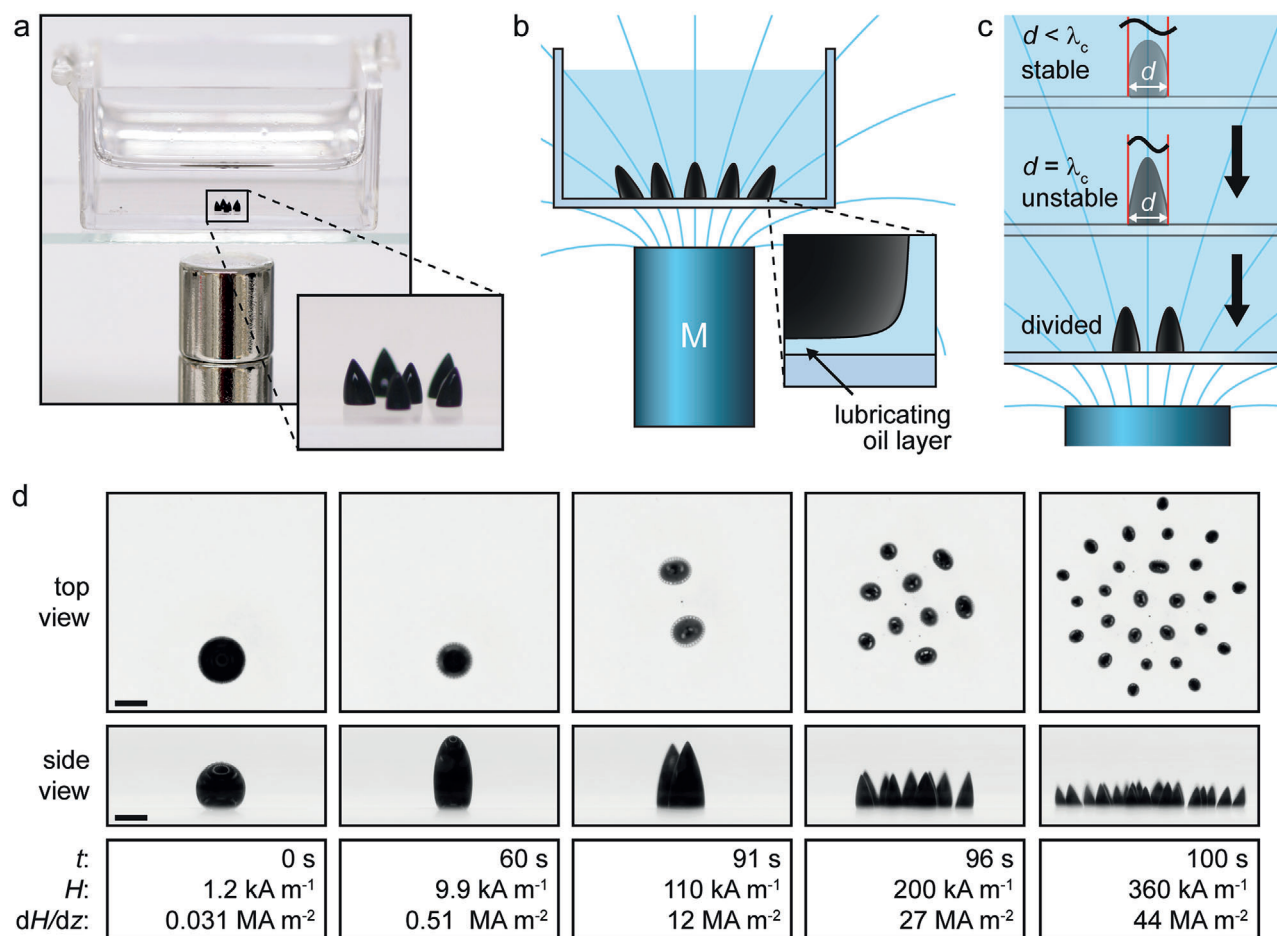 a
b
M
lubricating
oil layer
c
d < λc
stable
d
d = λc
unstable
d
divided
d
top
view
side
view
t:
0 s
60 s
91 s
96 s
100 s
H:
1.2 kA m⁻¹
9.9 kA m⁻¹
110 kA m⁻¹
200 kA m⁻¹
360 kA m⁻¹
dH/dz:
0.031 MA m⁻²
0.51 MA m⁻²
12 MA m⁻²
27 MA m⁻²
44 MA m⁻²